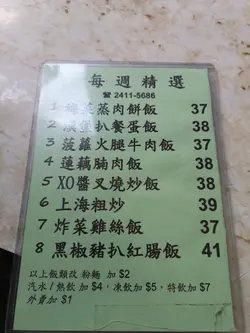 每週精選
☎ 2411-5686
1 梅菜蒸肉餅飯 37
2 漢堡扒餐蛋飯 38
3 菠蘿火腿牛肉飯 37
4 蓮藕腩肉飯 38
5 XO醬叉燒炒飯 38
6 上海粗炒 39
7 炸菜雞絲飯 37
8 黑椒豬扒紅腸飯 41
以上飯類改 粉麵 加 $2
汽水 / 熱飲 加 $4，凍飲加 $5，特飲加 $7
外賣加 $1